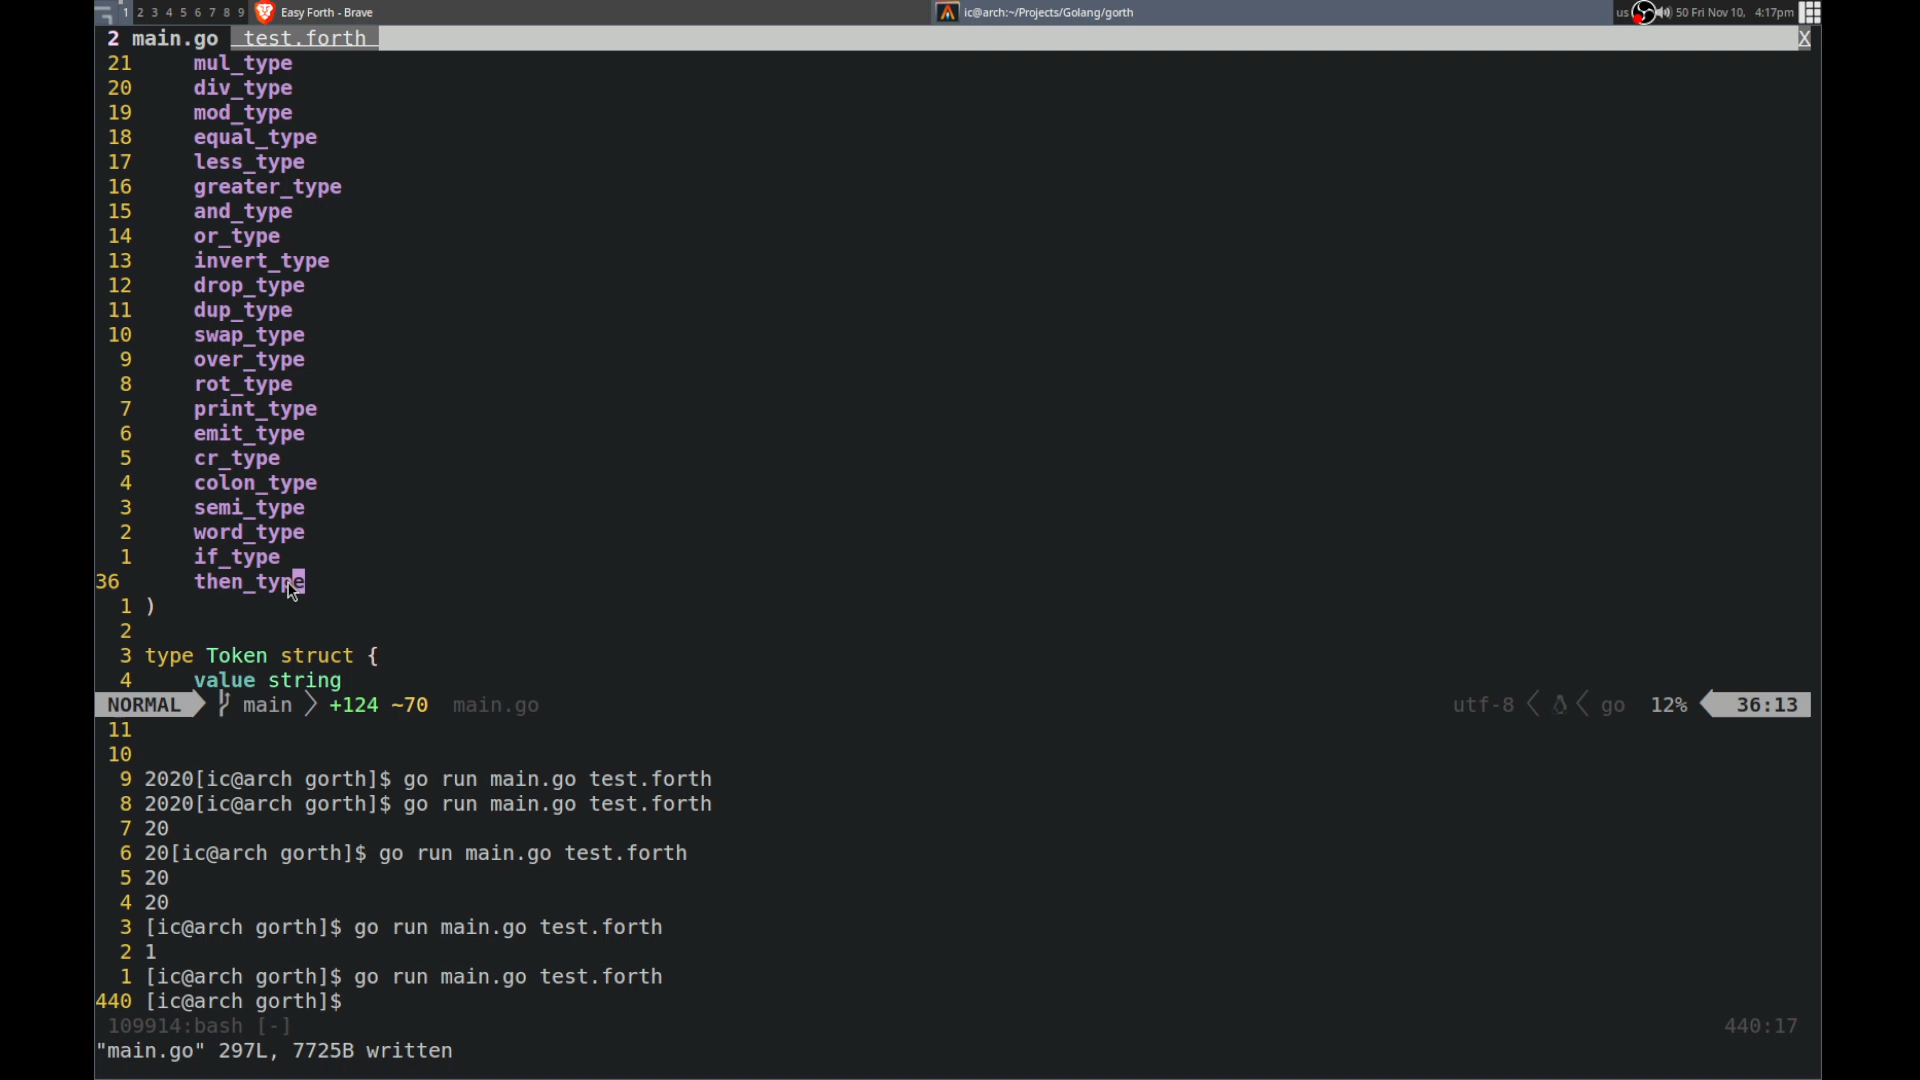 1 2 3 4 5 6 7 8 9 Easy Forth - Brave ic@arch:~/Projects/Golang/gorth us 50 Fri Nov 10, 4:17pm
2 main.go test.forth X
21 mul_type
20 div_type
19 mod_type
18 equal_type
17 less_type
16 greater_type
15 and_type
14 or_type
13 invert_type
12 drop_type
11 dup_type
10 swap_type
9 over_type
8 rot_type
7 print_type
6 emit_type
5 cr_type
4 colon_type
3 semi_type
2 word_type
1 if_type
36 then_type
1 )
2
3 type Token struct {
4 value string
NORMAL main +124 ~70 main.go utf-8 go 12% 36:13
11
10
9 2020[ic@arch gorth]$ go run main.go test.forth
8 2020[ic@arch gorth]$ go run main.go test.forth
7 20
6 20[ic@arch gorth]$ go run main.go test.forth
5 20
4 20
3 [ic@arch gorth]$ go run main.go test.forth
2 1
1 [ic@arch gorth]$ go run main.go test.forth
440 [ic@arch gorth]$
109914:bash [-] 440:17
"main.go" 297L, 7725B written